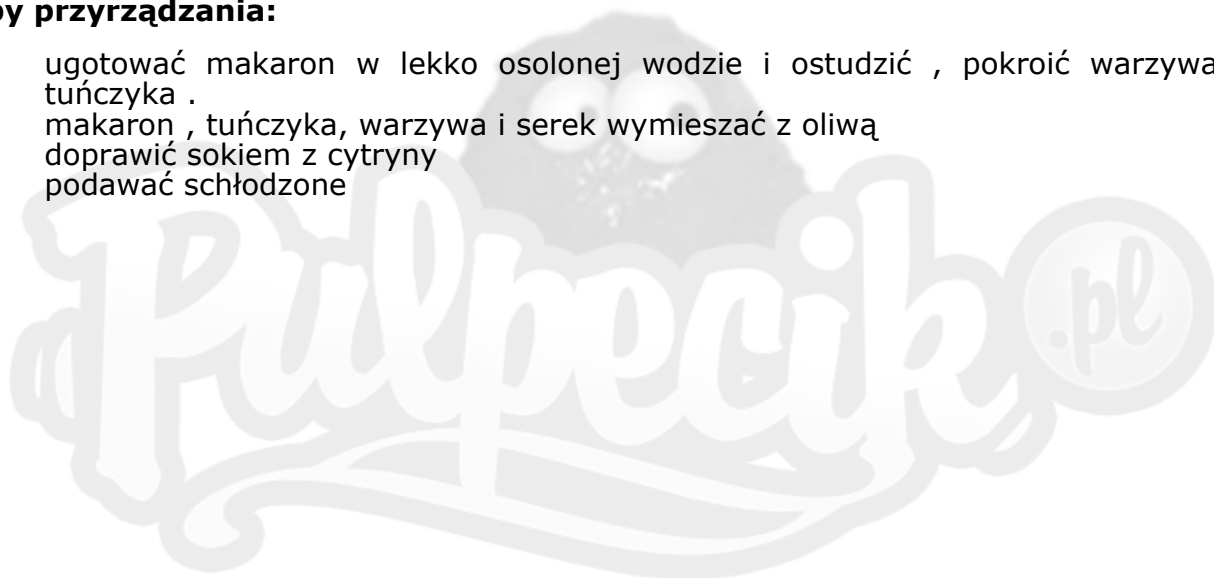 przyrządzania:
ugotować makaron w lekko osolonej wodzie i ostudzić , pokroić warzywa
tuńczyka .
makaron , tuńczyka, warzywa i serek wymieszać z oliwą
doprawić sokiem z cytryny
podawać schłodzone
Pulpecik.pl